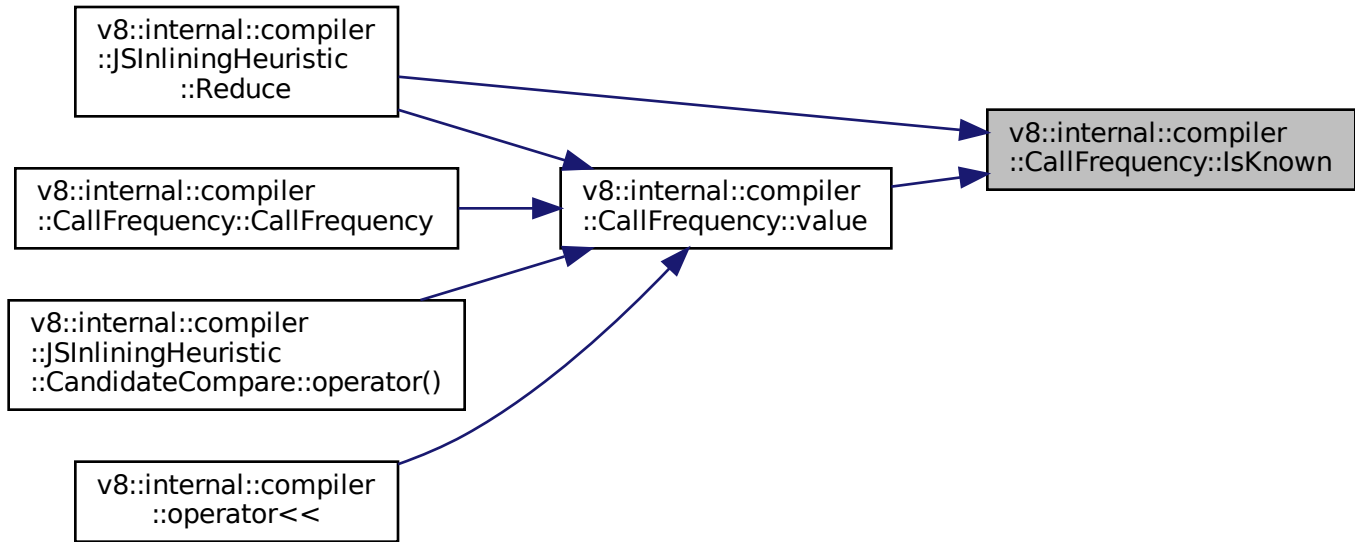 v8::internal::compiler
::JSInliningHeuristic
::Reduce
v8::internal::compiler
::CallFrequency::IsKnown
v8::internal::compiler
::CallFrequency::CallFrequency
v8::internal::compiler
::CallFrequency::value
v8::internal::compiler
::JSInliningHeuristic
::CandidateCompare::operator()
v8::internal::compiler
::operator<<